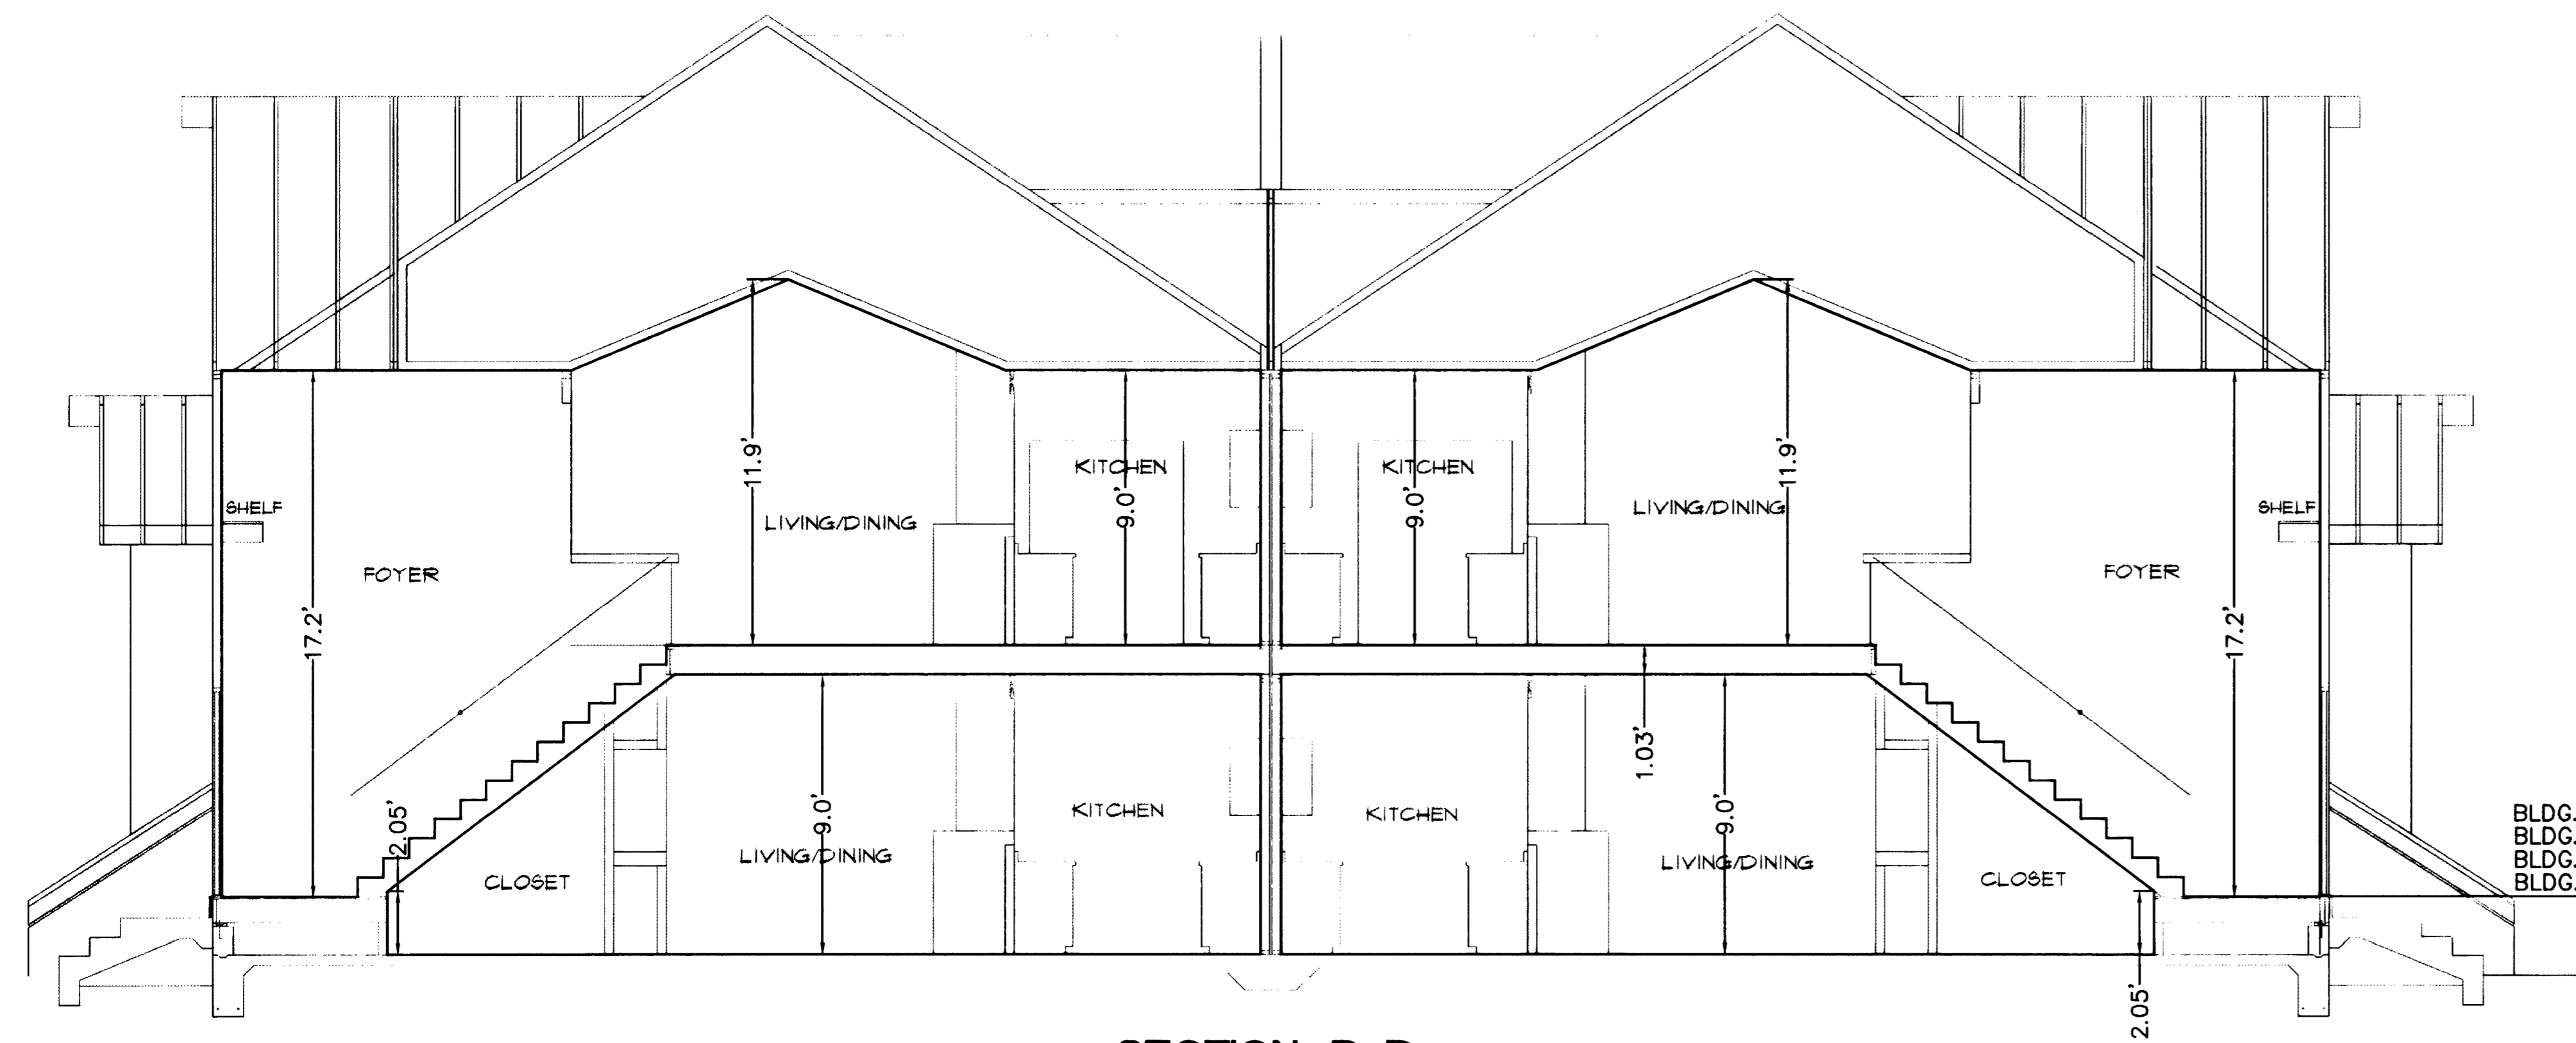 11.9'
11.9'
KITCHEN
KITCHEN
9.0'
9.0'
SHELF
LIVING/DINING
LIVING/DINING
SHELF
FOYER
FOYER
17.2'
17.2'
1.03'
2.05'
9.0'
KITCHEN
KITCHEN
9.0'
LIVING/DINING
LIVING/DINING
CLOSET
CLOSET
BLDG.
BLDG.
BLDG.
BLDG.
2.05'